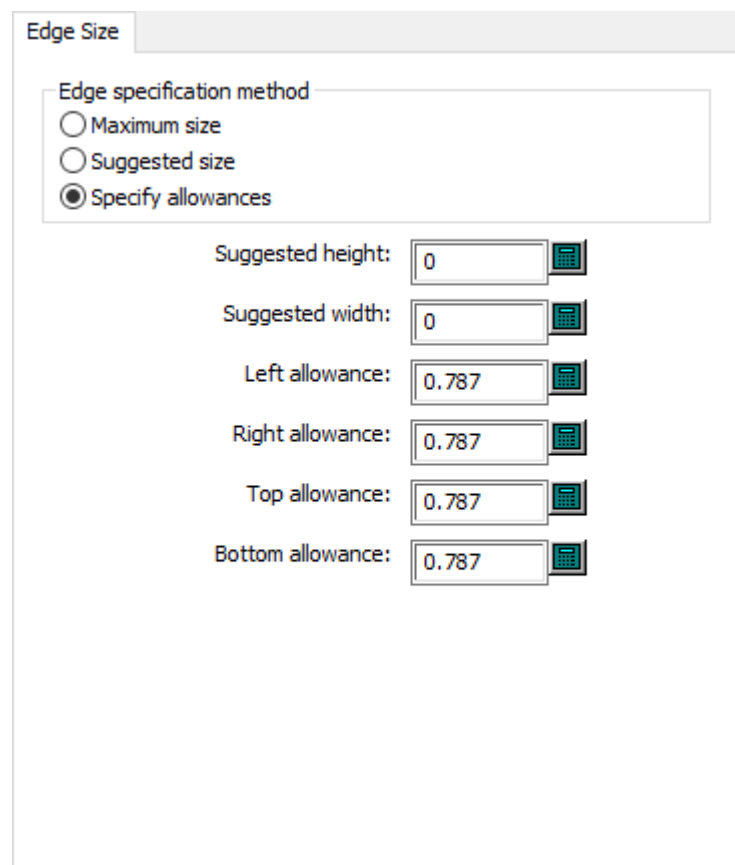 Edge Size
Edge specification method
Maximum size
Suggested size
Specify allowances
Suggested height: 0
Suggested width: 0
Left allowance: 0.787
Right allowance: 0.787
Top allowance: 0.787
Bottom allowance: 0.787